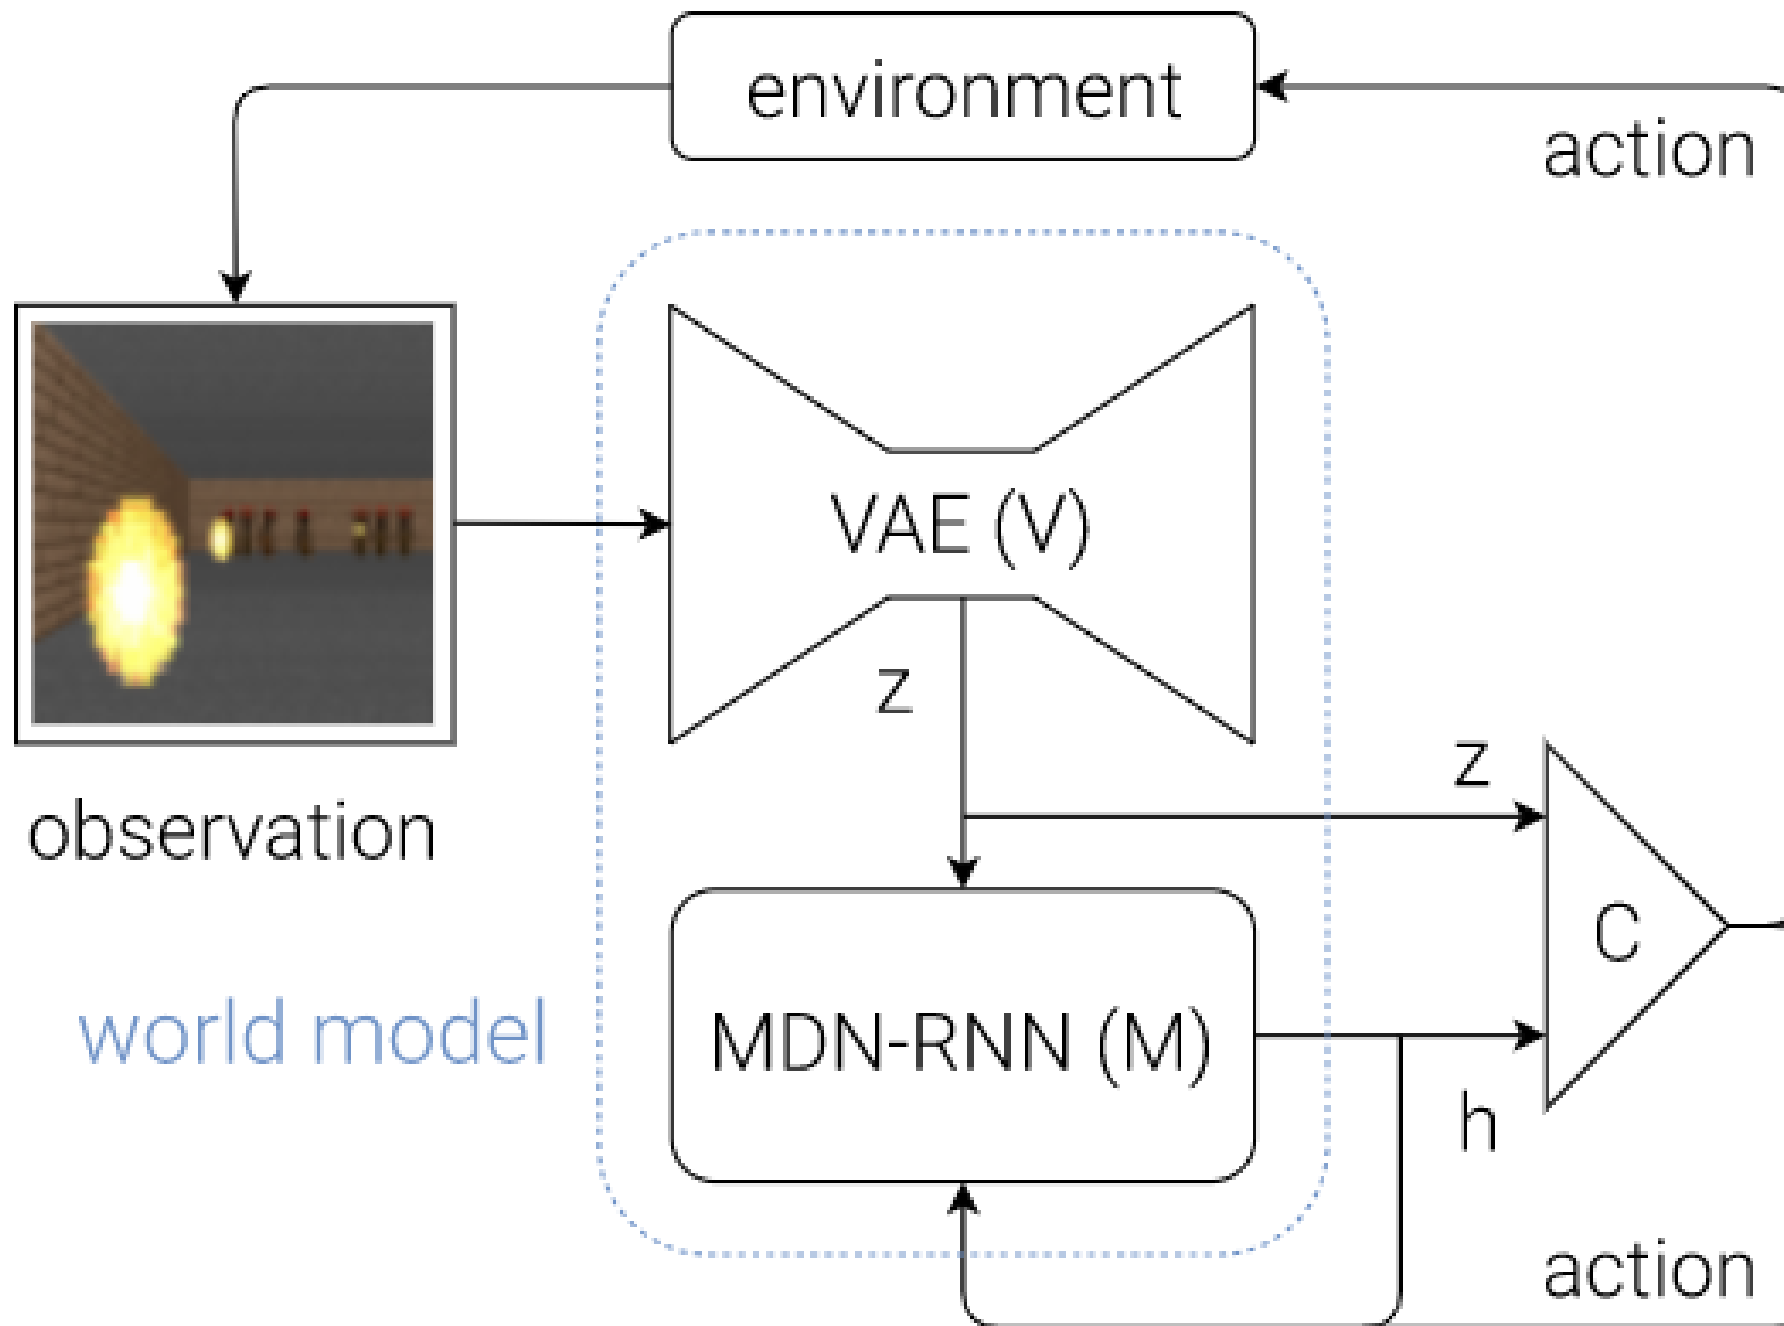 environment
action
VAE (V)
z
z
observation
C
world model
MDN-RNN (M)
h
action